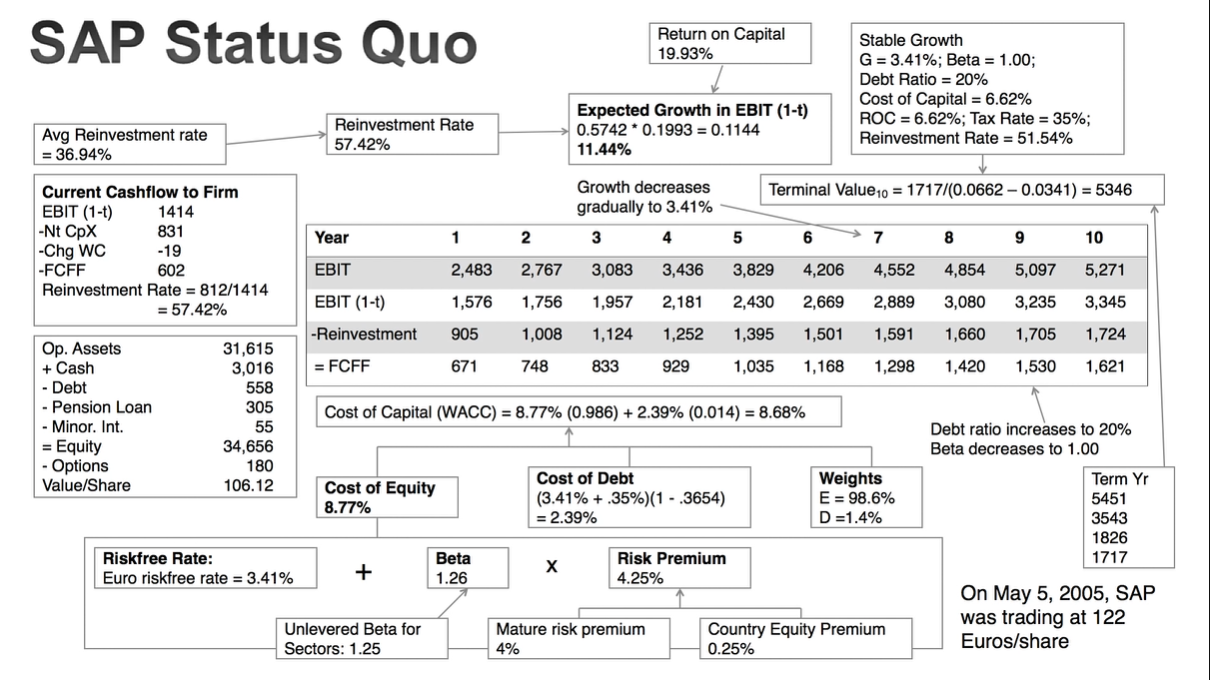 SAP Status Quo
Return on Capital
19.93%
Stable Growth
G = 3.41%; Beta = 1.00;
Debt Ratio = 20%
Cost of Capital = 6.62%
ROC = 6.62%; Tax Rate = 35%;
Reinvestment Rate = 51.54%
Avg Reinvestment rate
= 36.94%
Reinvestment Rate
57.42%
Expected Growth in EBIT (1-t)
0.5742 * 0.1993 = 0.1144
11.44%
Terminal Value₁₀ = 1717/(0.0662 – 0.0341) = 5346
Growth decreases
gradually to 3.41%
Current Cashflow to Firm
EBIT (1-t) 1414
-Nt CpX 831
-Chg WC -19
-FCFF 602
Reinvestment Rate = 812/1414
= 57.42%
Year 1 2 3 4 5 6 7 8 9 10
EBIT 2,483 2,767 3,083 3,436 3,829 4,206 4,552 4,854 5,097 5,271
EBIT (1-t) 1,576 1,756 1,957 2,181 2,430 2,669 2,889 3,080 3,235 3,345
-Reinvestment 905 1,008 1,124 1,252 1,395 1,501 1,591 1,660 1,705 1,724
= FCFF 671 748 833 929 1,035 1,168 1,298 1,420 1,530 1,621
Op. Assets 31,615
+ Cash 3,016
- Debt 558
- Pension Loan 305
- Minor. Int. 55
= Equity 34,656
- Options 180
Value/Share 106.12
Cost of Capital (WACC) = 8.77% (0.986) + 2.39% (0.014) = 8.68%
Debt ratio increases to 20%
Beta decreases to 1.00
Cost of Equity
8.77%
Cost of Debt
(3.41% + .35%)(1 - .3654)
= 2.39%
Weights
E = 98.6%
D =1.4%
Term Yr
5451
3543
1826
1717
Riskfree Rate:
Euro riskfree rate = 3.41%
+
Beta
1.26
X
Risk Premium
4.25%
Unlevered Beta for
Sectors: 1.25
Mature risk premium
4%
Country Equity Premium
0.25%
On May 5, 2005, SAP
was trading at 122
Euros/share